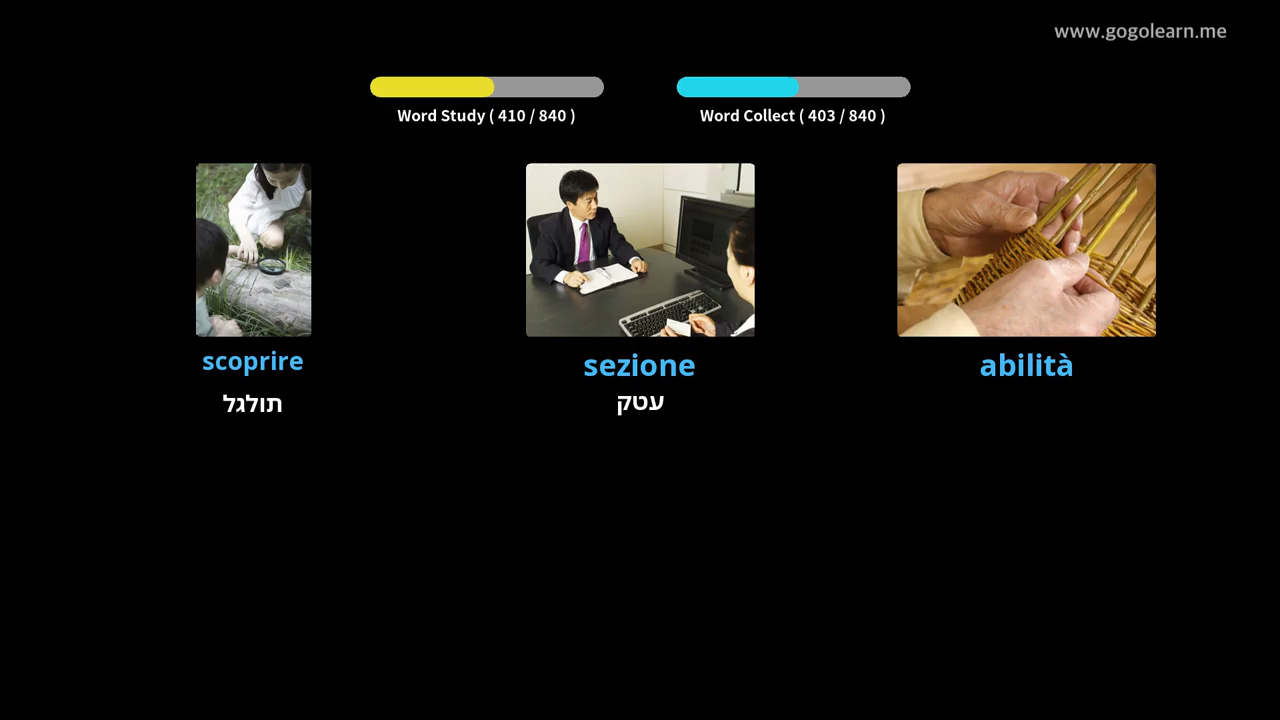 www.gogolearn.me
Word Study ( 410 / 840 )
Word Collect ( 403 / 840 )
scoprire
sezione
abilità
תולגל
עטק